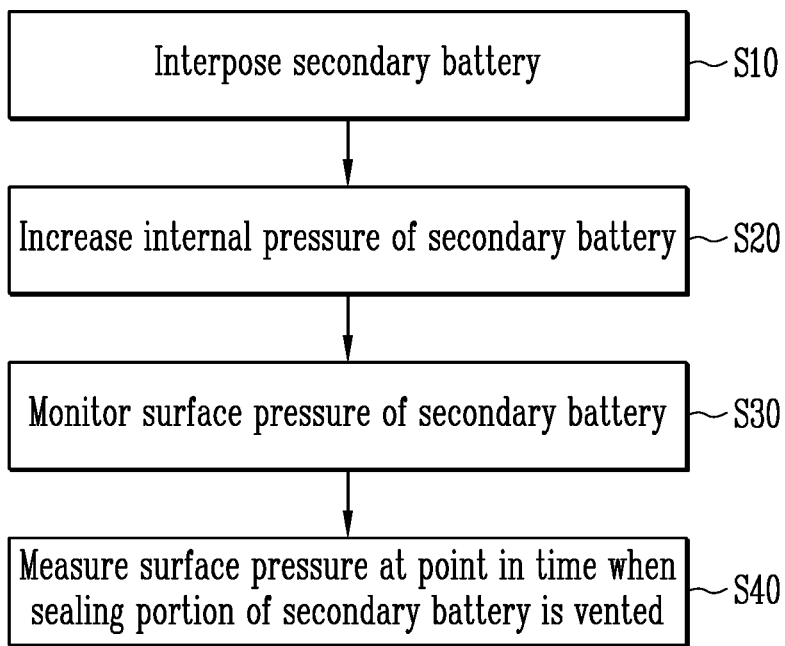 Interpose secondary battery
S10
Increase internal pressure of secondary battery
S20
Monitor surface pressure of secondary battery
S30
Measure surface pressure at point in time when
sealing portion of secondary battery is vented
S40